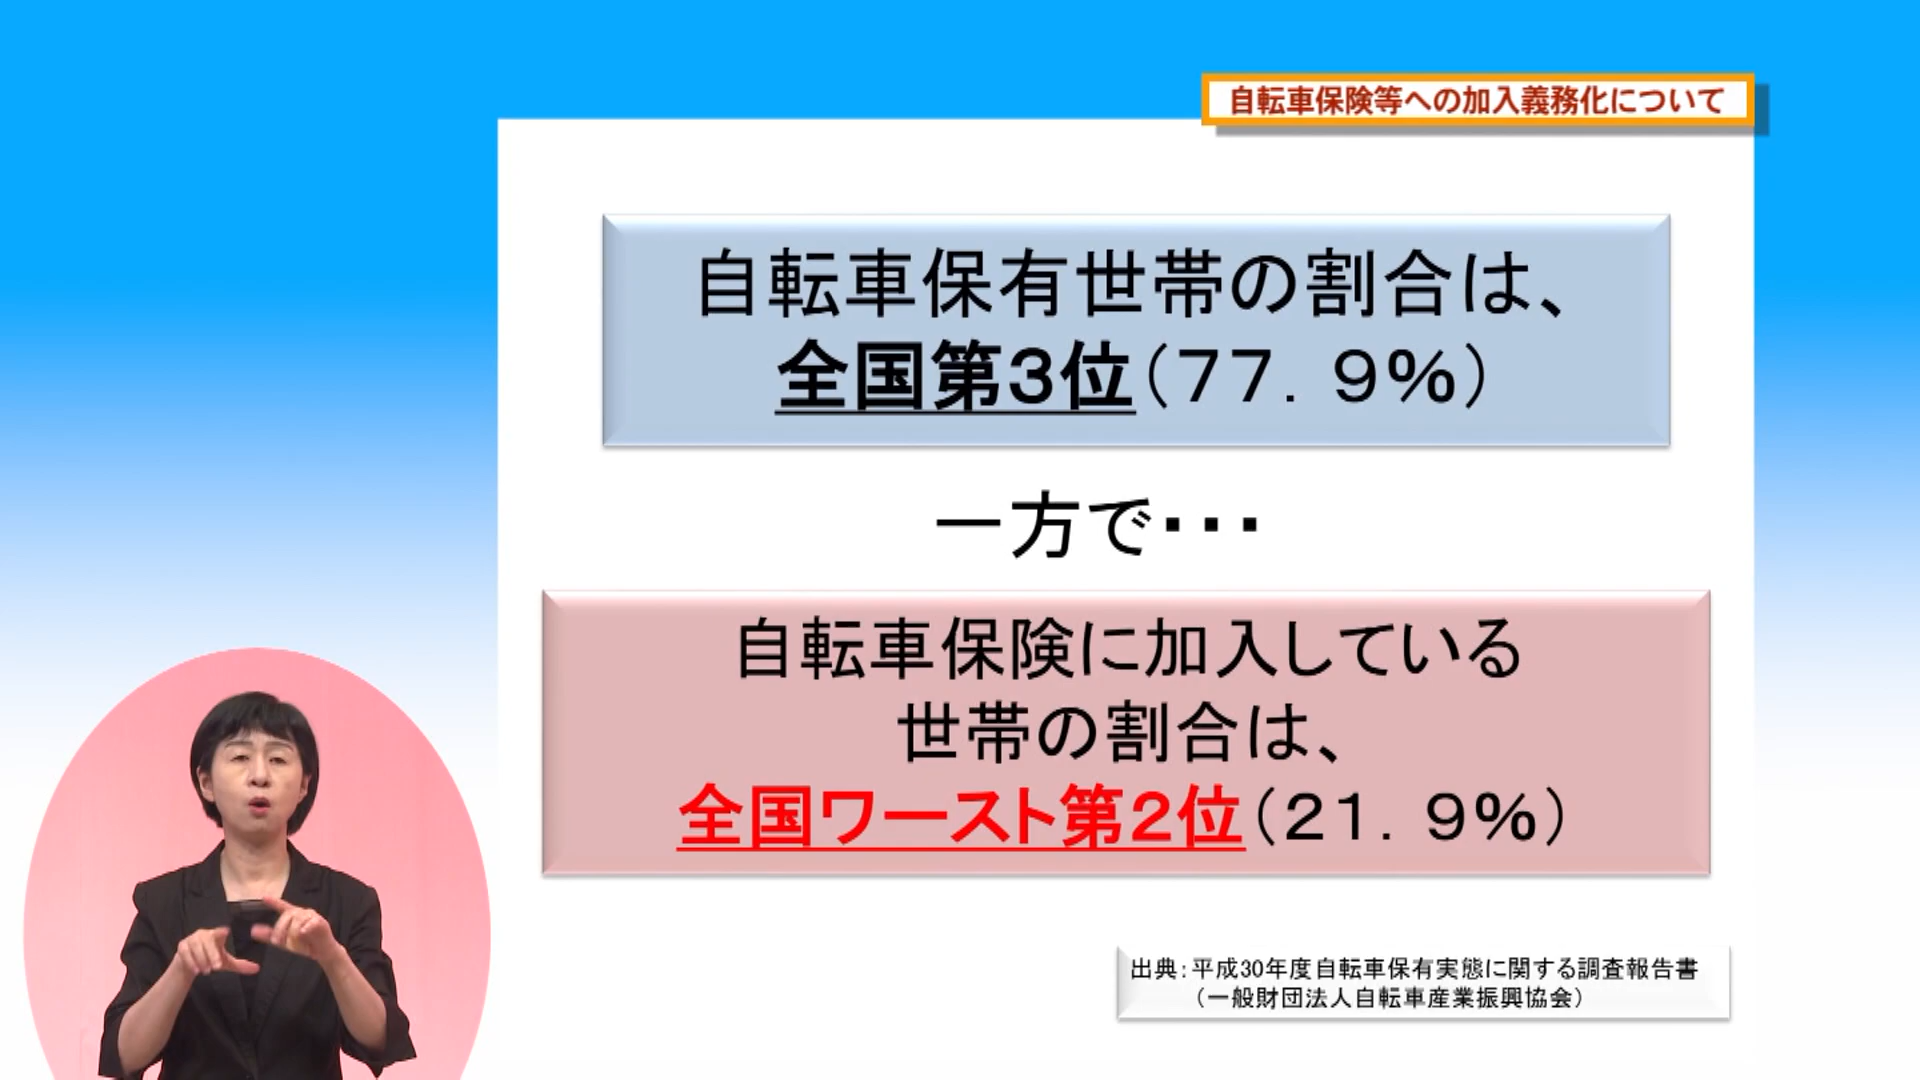 自転車保険等への加入義務化について
自転車保有世帯の割合は、
全国第３位（７７．９％）
一方で・・・
自転車保険に加入している
世帯の割合は、
全国ワースト第２位（２１．９％）
出典：平成30年度自転車保有実態に関する調査報告書
（一般財団法人自転車産業振興協会）